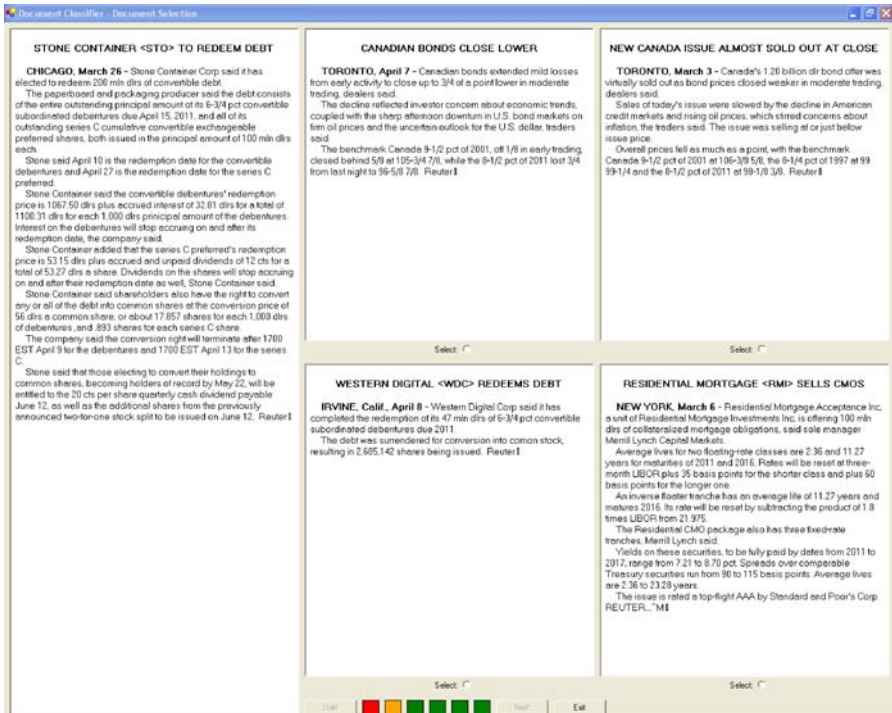 Document Classifier - Document Selection
STONE CONTAINER <STO> TO REDEEM DEBT
CHICAGO, March 26 - Stone Container Corp said it has
elected to redeem 200 mln dlrs of convertible debt.
The paperboard and packaging producer said the debt consists
of the entire outstanding principal amount of its 6-3/4 pct convertible
subordinated debentures due April 15, 2011, and all of its
outstanding series C cumulative convertible exchangeable
preferred shares, both issued in the principal amount of 100 mln dlrs
each.
Stone said April 10 is the redemption date for the convertible
debentures and April 27 is the redemption date for the series C
preferred.
Stone Container said the convertible debentures' redemption
price is 1067.50 dlrs plus accrued interest of 32.81 dlrs for a total of
1100.31 dlrs for each 1,000 dlrs prinicipal amount of the debentures.
Interest on the debentures will stop accruing on and after its
redemption date, the company said.
Stone Container added that the series C preferred's redemption
price is 53.15 dlrs plus accrued and unpaid dividends of 12 cts for a
total of 53.27 dlrs a share. Dividends on the shares will stop accruing
on and after their redemption date as well, Stone Container said.
Stone Container said shareholders also have the right to convert
any or all of the debt into common shares at the conversion price of
56 dlrs a common share, or about 17.857 shares for each 1,000 dlrs
of debentures, and .893 shares for each series C share.
The company said the conversion right will terminate after 1700
EST April 9 for the debentures and 1700 EST April 13 for the series
C.
Stone said that those electing to convert their holdings to
common shares, becoming holders of record by May 22, will be
entitled to the 20 cts per share quarterly cash dividend payable
June 12, as well as the additional shares from the previously
announced two-for-one stock split to be issued on June 12. Reuter
CANADIAN BONDS CLOSE LOWER
TORONTO, April 7 - Canadian bonds extended mild losses
from early activity to close up to 3/4 of a point lower in moderate
trading, dealers said.
The decline reflected investor concern about economic trends,
coupled with the sharp afternoon downturn in U.S. bond markets on
firm oil prices and the uncertain outlook for the U.S. dollar, traders
said.
The benchmark Canada 9-1/2 pct of 2001, off 1/8 in early trading,
closed behind 5/8 at 105-3/4 7/8, while the 8-1/2 pct of 2011 lost 3/4
from last night to 96-5/8 7/8. Reuter
Select:
NEW CANADA ISSUE ALMOST SOLD OUT AT CLOSE
TORONTO, March 3 - Canada's 1.20 billion dlr bond offer was
virtually sold out as bond prices closed weaker in moderate trading,
dealers said.
Sales of today's issue were slowed by the decline in American
credit markets and rising oil prices, which stirred concerns about
inflation, the traders said. The issue was selling at or just below
issue price.
Overall prices fell as much as a point, with the benchmark
Canada 9-1/2 pct of 2001 at 106-3/8 5/8, the 8-1/4 pct of 1997 at 99
99-1/4 and the 8-1/2 pct of 2011 at 98-1/8 3/8. Reuter
Select:
WESTERN DIGITAL <WDC> REDEEMS DEBT
IRVINE, Calif., April 8 - Western Digital Corp said it has
completed the redemption of its 47 mln dlrs of 6-3/4 pct convertible
subordinated debentures due 2011.
The debt was surrendered for conversion into comon stock,
resulting in 2,685,142 shares being issued. Reuter
Select:
RESIDENTIAL MORTGAGE <RMI> SELLS CMOS
NEW YORK, March 6 - Residential Mortgage Acceptance Inc,
a unit of Residential Mortgage Investments Inc, is offering 100 mln
dlrs of collateralized mortgage obligations, said sole manager
Merrill Lynch Capital Markets.
Average lives for two floating-rate classes are 2.36 and 11.27
years for maturities of 2011 and 2016. Rates will be reset at three-
month LIBOR plus 35 basis points for the shorter class and plus 60
basis points for the longer one.
An inverse floater tranche has an average life of 11.27 years and
matures 2016. Its rate will be reset by subtracting the product of 1.8
times LIBOR from 21.975.
The Residential CMO package also has three fixed-rate
tranches, Merrill Lynch said.
Yields on these securities, to be fully paid by dates from 2011 to
2017, range from 7.21 to 8.70 pct. Spreads over comparable
Treasury securities run from 90 to 115 basis points. Average lives
are 2.36 to 23.28 years.
The issue is rated a top-flight AAA by Standard and Poor's Corp.
REUTER...^M
Select:
Start
Next
Exit